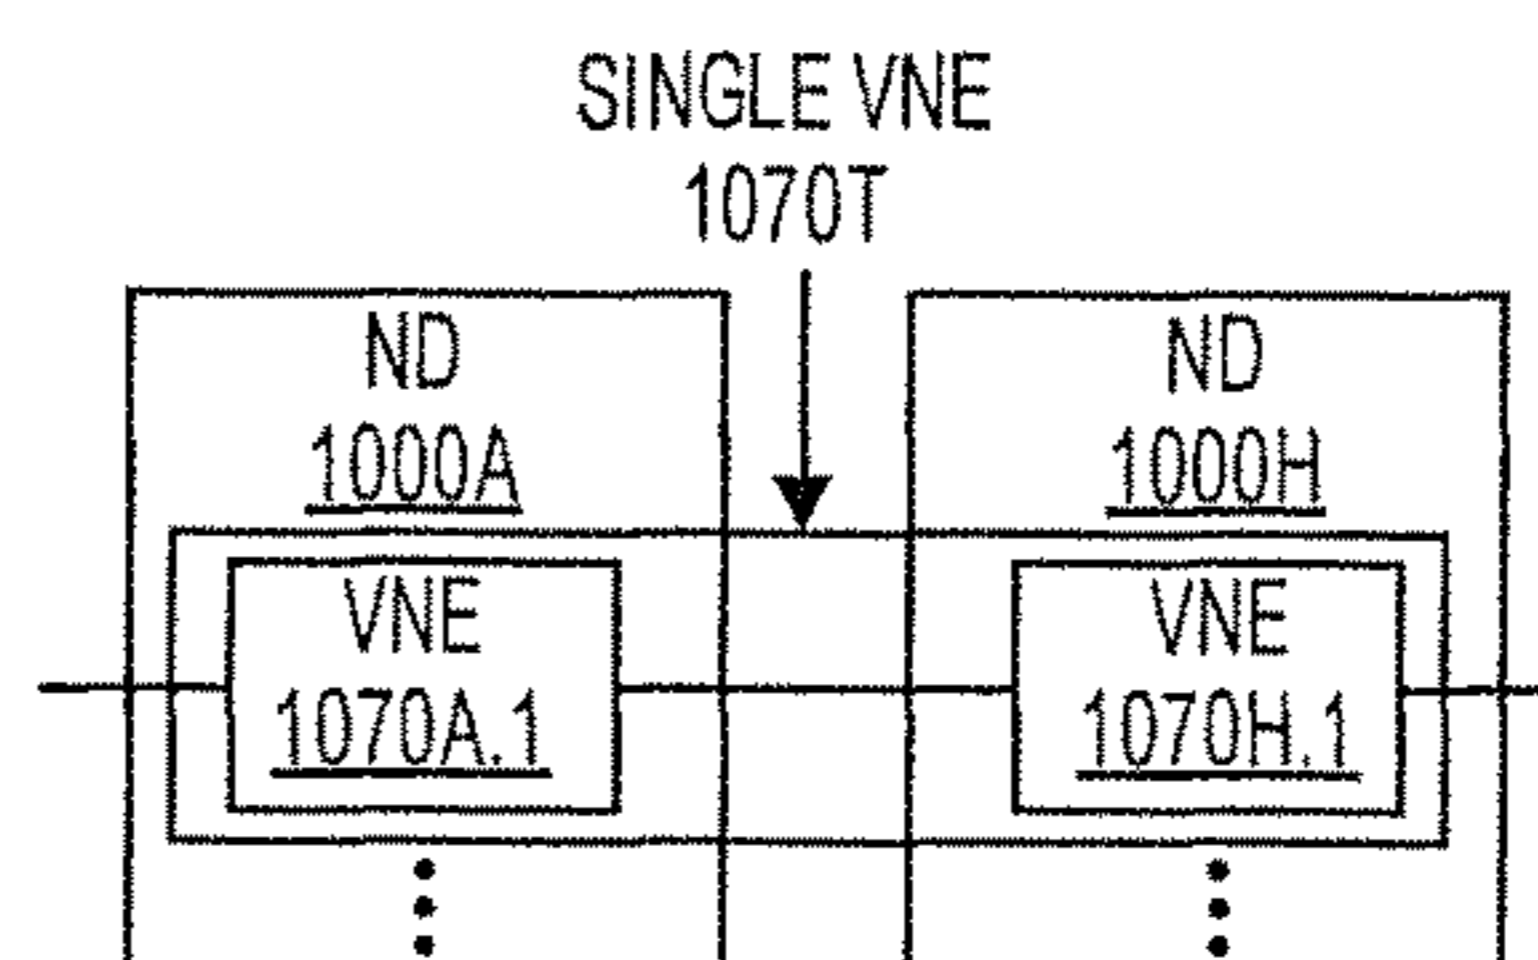 SINGLE VNE
1070T
ND
1000A
ND
1000H
VNE
1070A.1
VNE
1070H.1